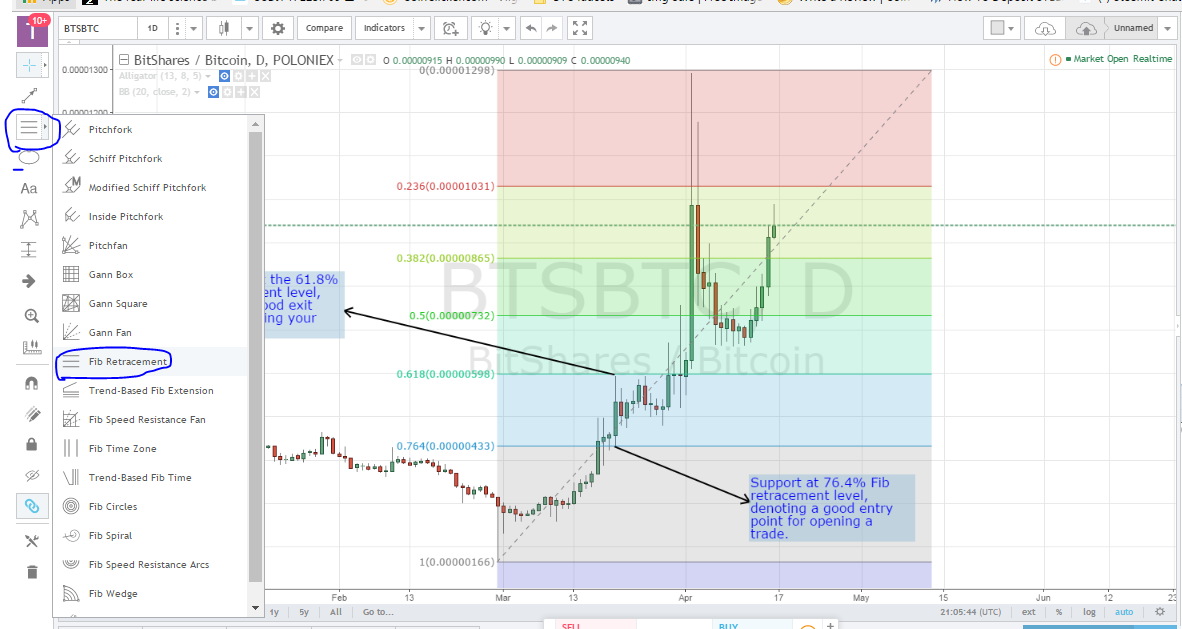 Apps
10+
T
BTSBTC
1D
Compare
Indicators
Unnamed
BitShares / Bitcoin, D, POLONIEX
O 0.00000915 H 0.00000990 L 0.00000909 C 0.00000940
Market Open Realtime
Alligator (13, 8, 5)
BB (20, close, 2)
0.00001300
0.00001200
0(0.00001298)
0.236(0.00001031)
0.382(0.00000865)
0.5(0.00000732)
0.618(0.00000598)
0.764(0.00000433)
1(0.00000166)
BTSBTC, D
BitShares / Bitcoin
Aa
Pitchfork
Schiff Pitchfork
Modified Schiff Pitchfork
Inside Pitchfork
Pitchfan
Gann Box
Gann Square
Gann Fan
Fib Retracement
Trend-Based Fib Extension
Fib Speed Resistance Fan
Fib Time Zone
Trend-Based Fib Time
Fib Circles
Fib Spiral
Fib Speed Resistance Arcs
Fib Wedge
the 61.8%
ent level,
ood exit
ing your
Support at 76.4% Fib
retracement level,
denoting a good entry
point for opening a
trade.
Feb 13 Mar 13 Apr 17 May 15 Jun 12 23
1y 5y All Go to...
21:05:44 (UTC) ext % log auto
SELL
BUY